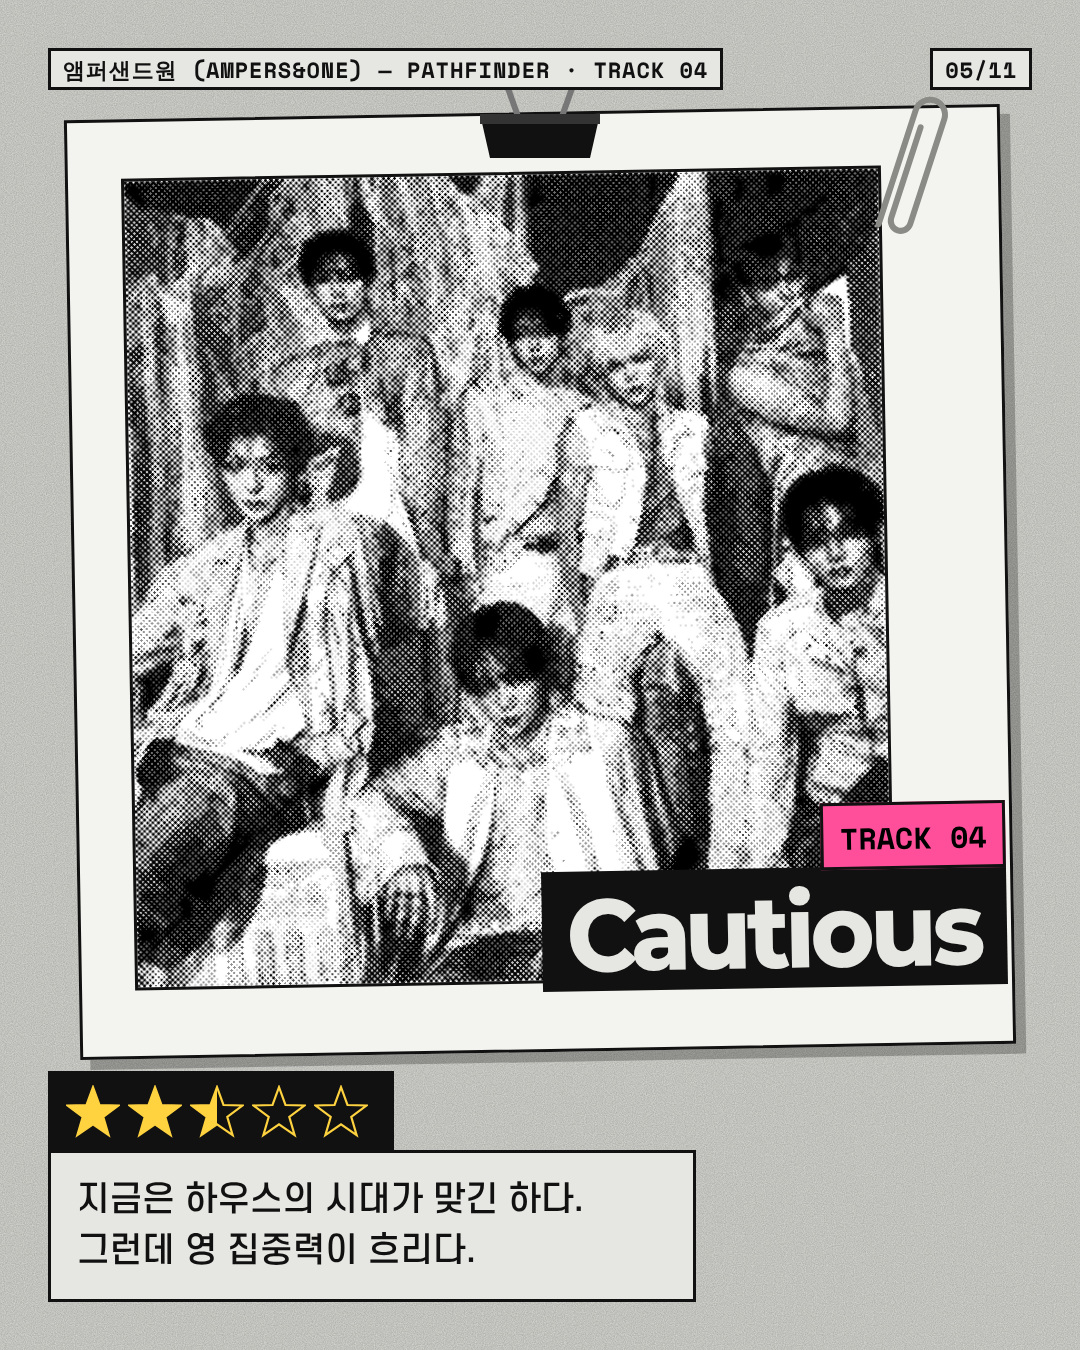 앰퍼샌드원 (AMPERS&ONE) — PATHFINDER · TRACK 04
05/11
TRACK 04
Cautious
지금은 하우스의 시대가 맞긴 하다.
그런데 영 집중력이 흐리다.